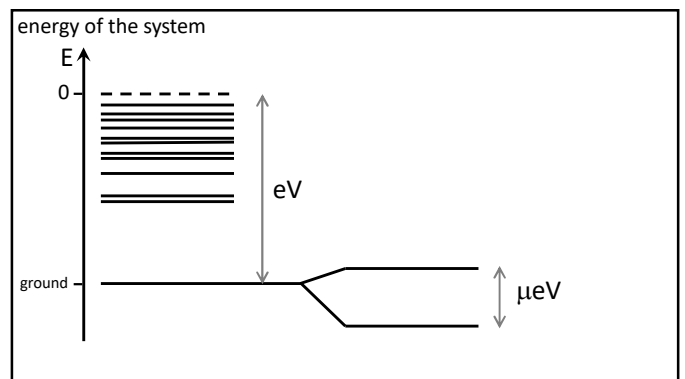 energy of the system
E
0
eV
ground
μeV